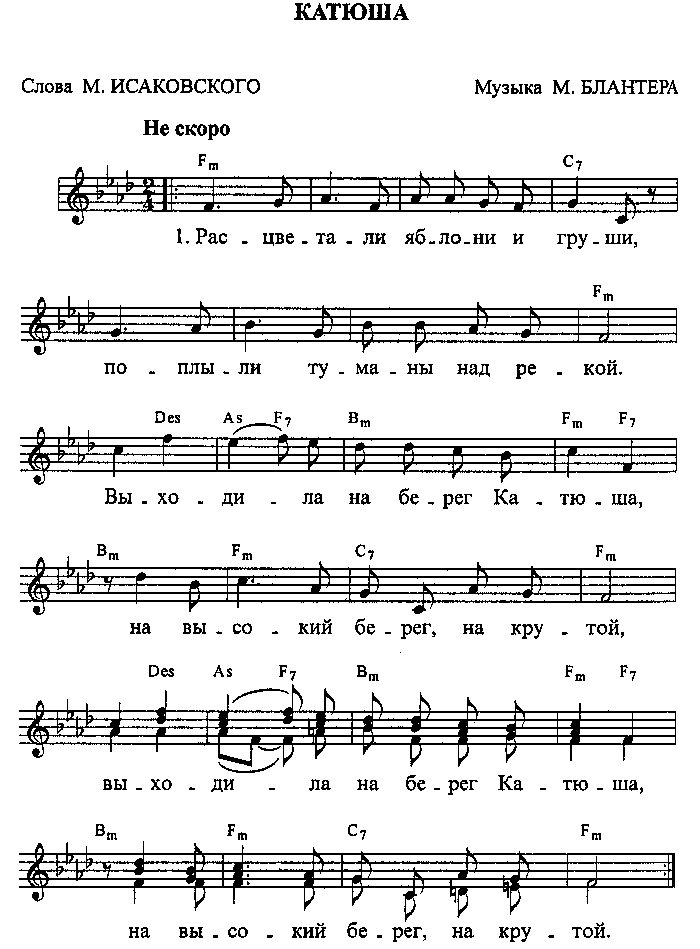 КАТЮША
Слова М. ИСАКОВСКОГО Музыка М. БЛАНТЕРА
Не скоро
Fm C7
2
4
1. Рас - цве - та - ли яб - ло - ни и гру - ши,
Fm
по - плы - ли ту - ма - ны над ре - кой.
Des As F7 Bm Fm F7
Вы - хо - ди - ла на бе - рег Ка - тю - ша,
Bm Fm C7 Fm
на вы - со - кий бе - рег, на кру - той,
Des As F7 Bm Fm F7
вы - хо - ди - ла на бе - рег Ка - тю - ша,
Bm Fm C7 Fm
на вы - со - кий бе - рег, на кру - той.